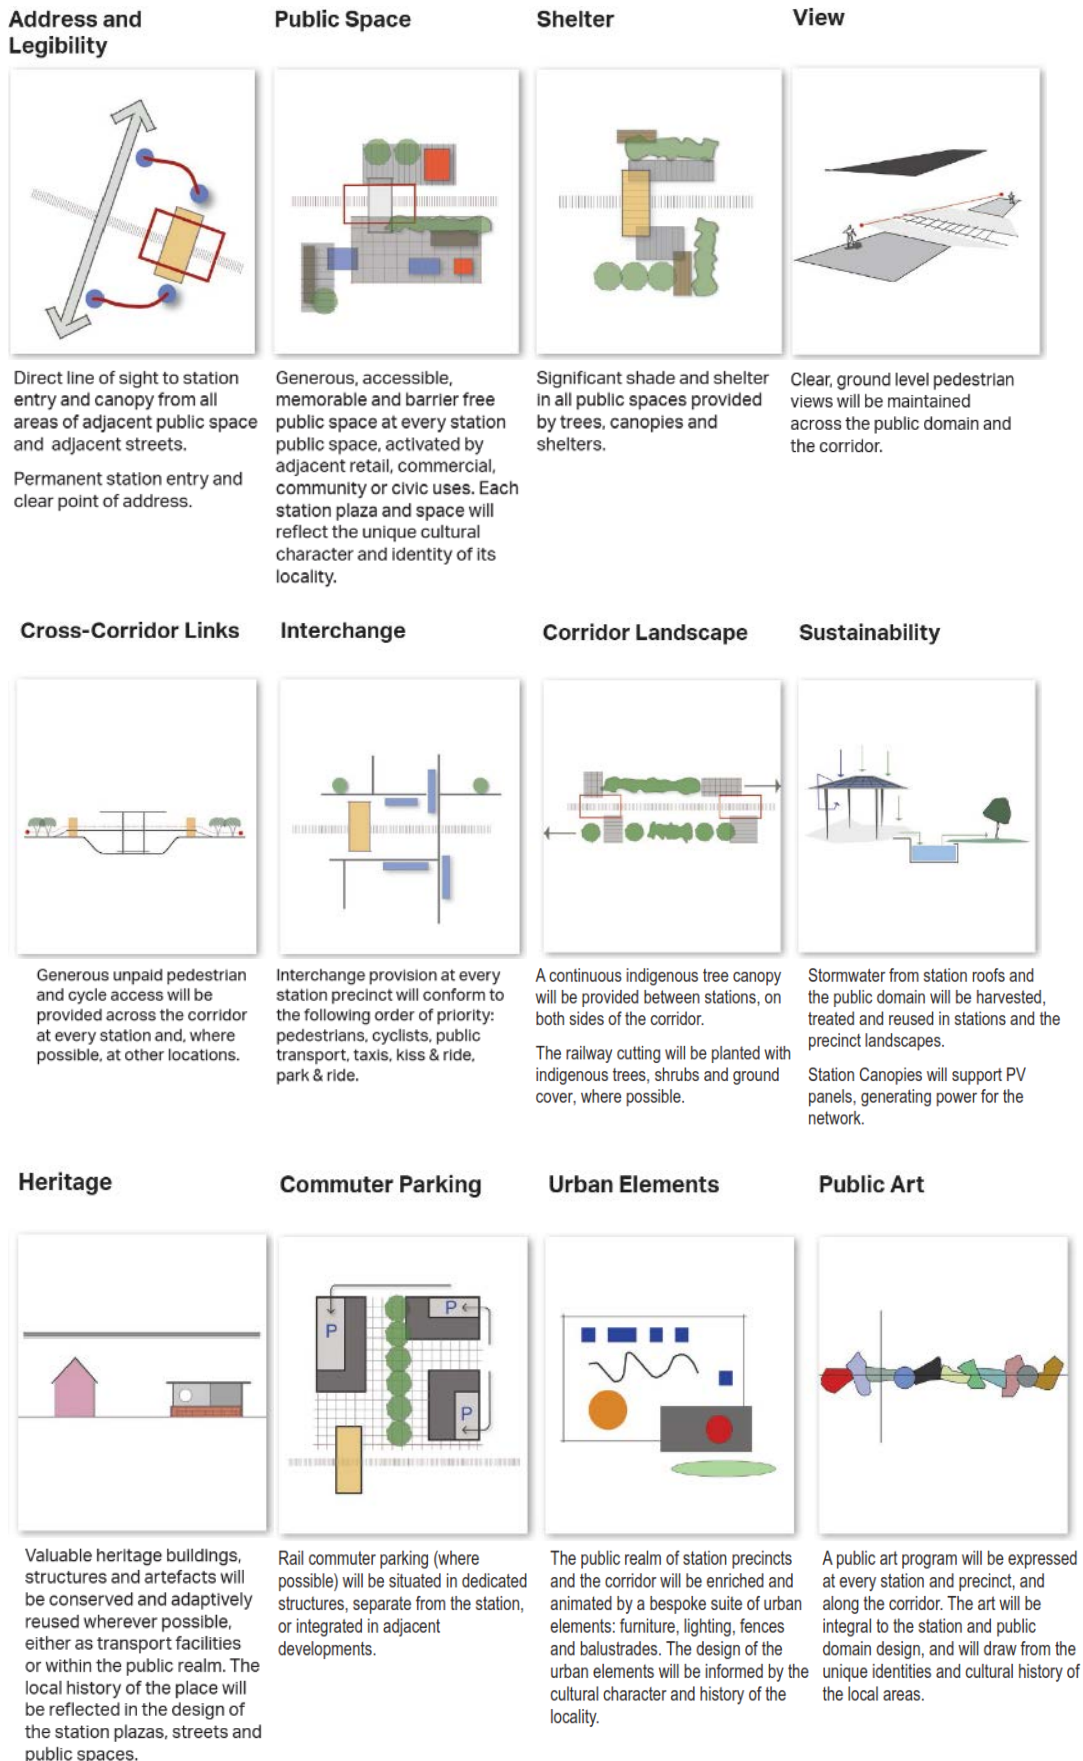 Address and
Legibility
Public Space
Shelter
View
Direct line of sight to station
entry and canopy from all
areas of adjacent public space
and adjacent streets.
Permanent station entry and
clear point of address.
Generous, accessible,
memorable and barrier free
public space at every station
public space, activated by
adjacent retail, commercial,
community or civic uses. Each
station plaza and space will
reflect the unique cultural
character and identity of its
locality.
Significant shade and shelter
in all public spaces provided
by trees, canopies and
shelters.
Clear, ground level pedestrian
views will be maintained
across the public domain and
the corridor.
Cross-Corridor Links
Interchange
Corridor Landscape
Sustainability
Generous unpaid pedestrian
and cycle access will be
provided across the corridor
at every station and, where
possible, at other locations.
Interchange provision at every
station precinct will conform to
the following order of priority:
pedestrians, cyclists, public
transport, taxis, kiss & ride,
park & ride.
A continuous indigenous tree canopy
will be provided between stations, on
both sides of the corridor.
The railway cutting will be planted with
indigenous trees, shrubs and ground
cover, where possible.
Stormwater from station roofs and
the public domain will be harvested,
treated and reused in stations and the
precinct landscapes.
Station Canopies will support PV
panels, generating power for the
network.
Heritage
Commuter Parking
Urban Elements
Public Art
P
P
P
Valuable heritage buildings,
structures and artefacts will
be conserved and adaptively
reused wherever possible,
either as transport facilities
or within the public realm. The
local history of the place will
be reflected in the design of
the station plazas, streets and
public spaces.
Rail commuter parking (where
possible) will be situated in dedicated
structures, separate from the station,
or integrated in adjacent
developments.
The public realm of station precincts
and the corridor will be enriched and
animated by a bespoke suite of urban
elements: furniture, lighting, fences
and balustrades. The design of the
urban elements will be informed by the
cultural character and history of the
locality.
A public art program will be expressed
at every station and precinct, and
along the corridor. The art will be
integral to the station and public
domain design, and will draw from the
unique identities and cultural history of
the local areas.